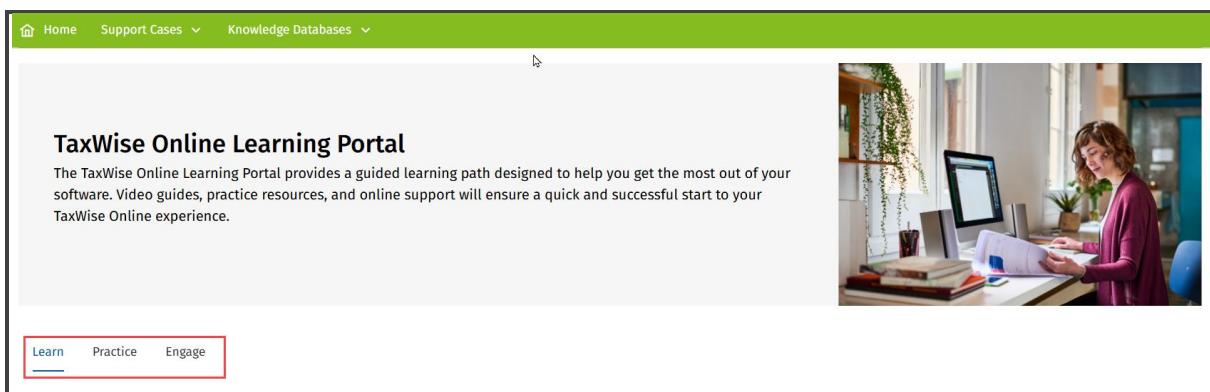 Home Support Cases Knowledge Databases
TaxWise Online Learning Portal
The TaxWise Online Learning Portal provides a guided learning path designed to help you get the most out of your
software. Video guides, practice resources, and online support will ensure a quick and successful start to your
TaxWise Online experience.
Learn Practice Engage